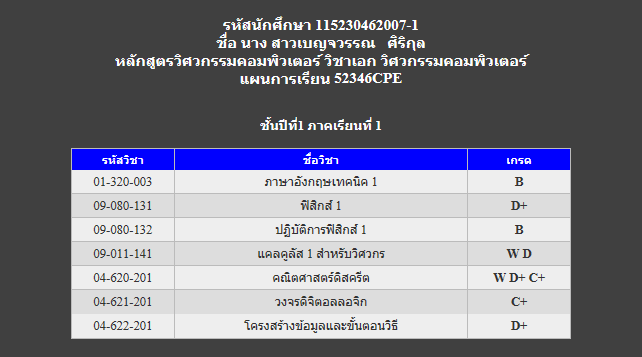 รหัสนักศึกษา 115230462007-1
ชื่อ นาง สาวเบญจวรรณ ศิริกุล
หลักสูตรวิศวกรรมคอมพิวเตอร์ วิชาเอก วิศวกรรมคอมพิวเตอร์
แผนการเรียน 52346CPE
ชั้นปีที่1 ภาคเรียนที่ 1
รหัสวิชา ชื่อวิชา เกรด
01-320-003 ภาษาอังกฤษเทคนิค 1 B
09-080-131 ฟิสิกส์ 1 D+
09-080-132 ปฏิบัติการฟิสิกส์ 1 B
09-011-141 แคลคูลัส 1 สำหรับวิศวกร W D
04-620-201 คณิตศาสตร์ดิสครีต W D+ C+
04-621-201 วงจรดิจิตอลลอจิก C+
04-622-201 โครงสร้างข้อมูลและขั้นตอนวิธี D+